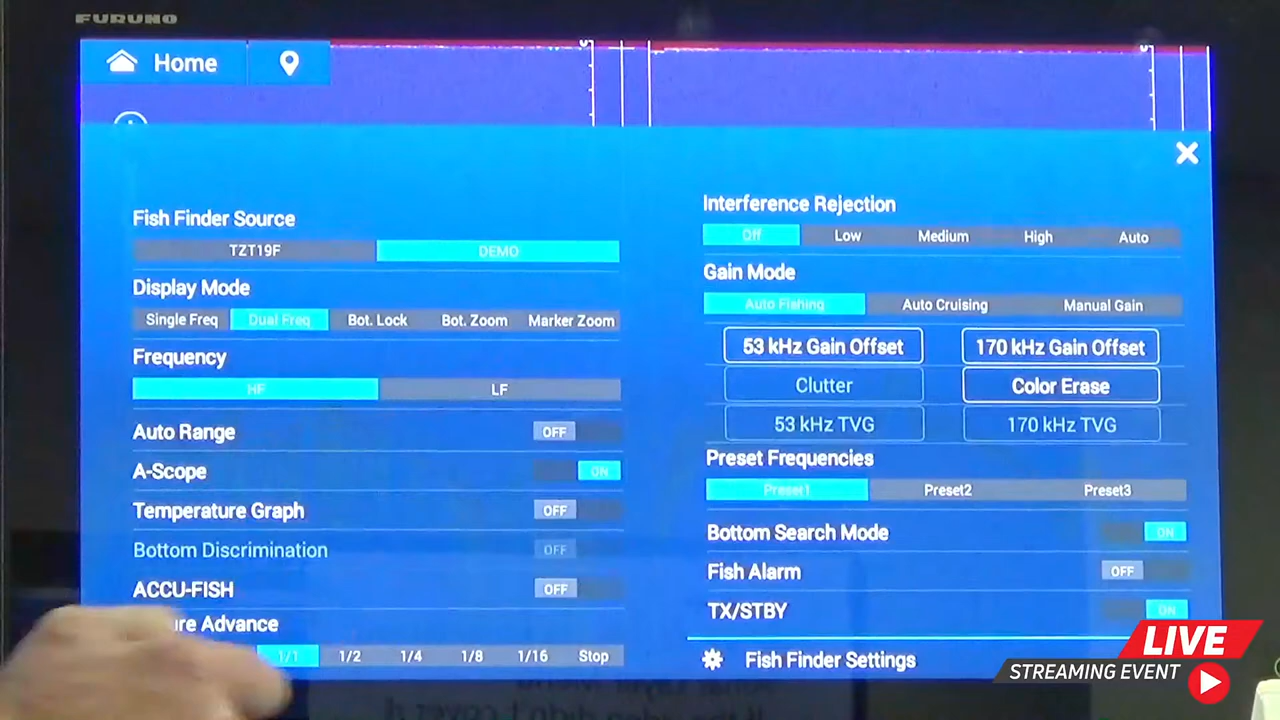 FURUNO
Home
Fish Finder Source
TZT19F
DEMO
Display Mode
Single Freq
Dual Freq
Bot. Lock
Bot. Zoom
Marker Zoom
Frequency
HF
LF
Auto Range
OFF
A-Scope
ON
Temperature Graph
OFF
Bottom Discrimination
OFF
ACCU-FISH
OFF
ure Advance
1/1
1/2
1/4
1/8
1/16
Stop
Interference Rejection
Off
Low
Medium
High
Auto
Gain Mode
Auto Fishing
Auto Cruising
Manual Gain
53 kHz Gain Offset
170 kHz Gain Offset
Clutter
Color Erase
53 kHz TVG
170 kHz TVG
Preset Frequencies
Preset1
Preset2
Preset3
Bottom Search Mode
ON
Fish Alarm
OFF
TX/STBY
ON
Fish Finder Settings
LIVE
STREAMING EVENT